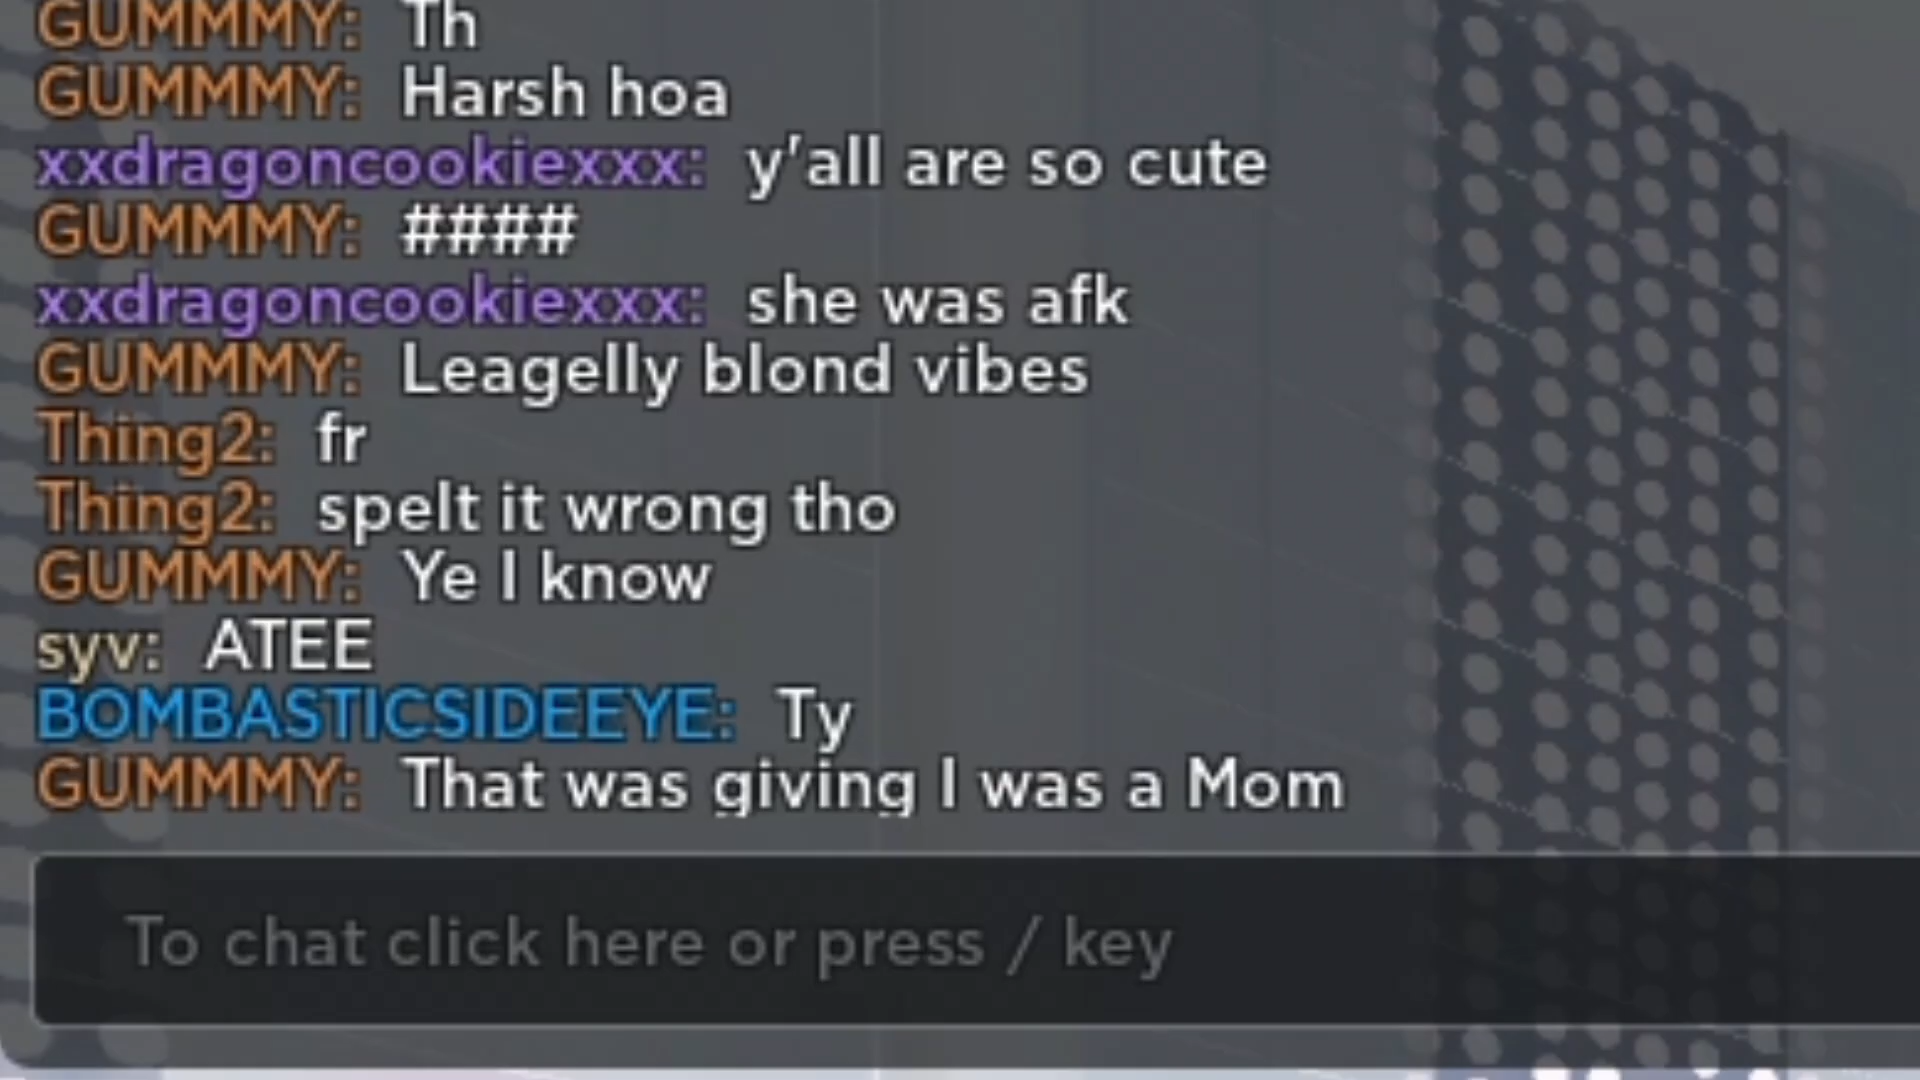 GUMMMY: Th
GUMMMY: Harsh hoa
xxdragoncookiexxx: y'all are so cute
GUMMMY: ####
xxdragoncookiexxx: she was afk
GUMMMY: Leagelly blond vibes
Thing2: fr
Thing2: spelt it wrong tho
GUMMMY: Ye I know
syv: ATEE
BOMBASTICSIDEEYE: Ty
GUMMMY: That was giving I was a Mom
To chat click here or press / key